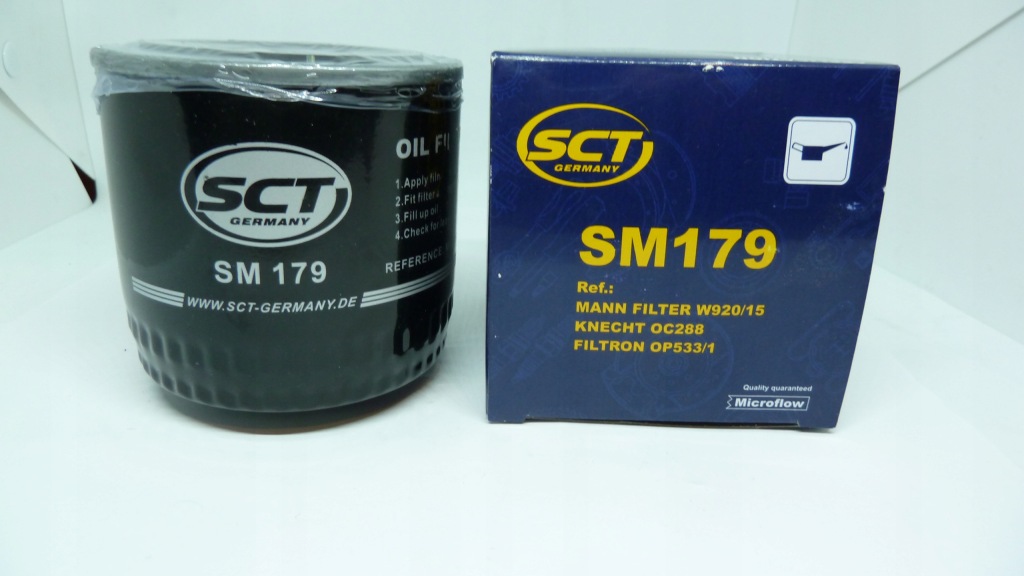 SCT
GERMANY
SM 179
WWW.SCT-GERMANY.DE
OIL
1.Apply
2.Fit filter
3.Fill up oil
4.Check for
REFERENCE
SCT
GERMANY
SM179
Ref.:
MANN FILTER W920/15
KNECHT OC288
FILTRON OP533/1
Quality guaranteed
Microflow